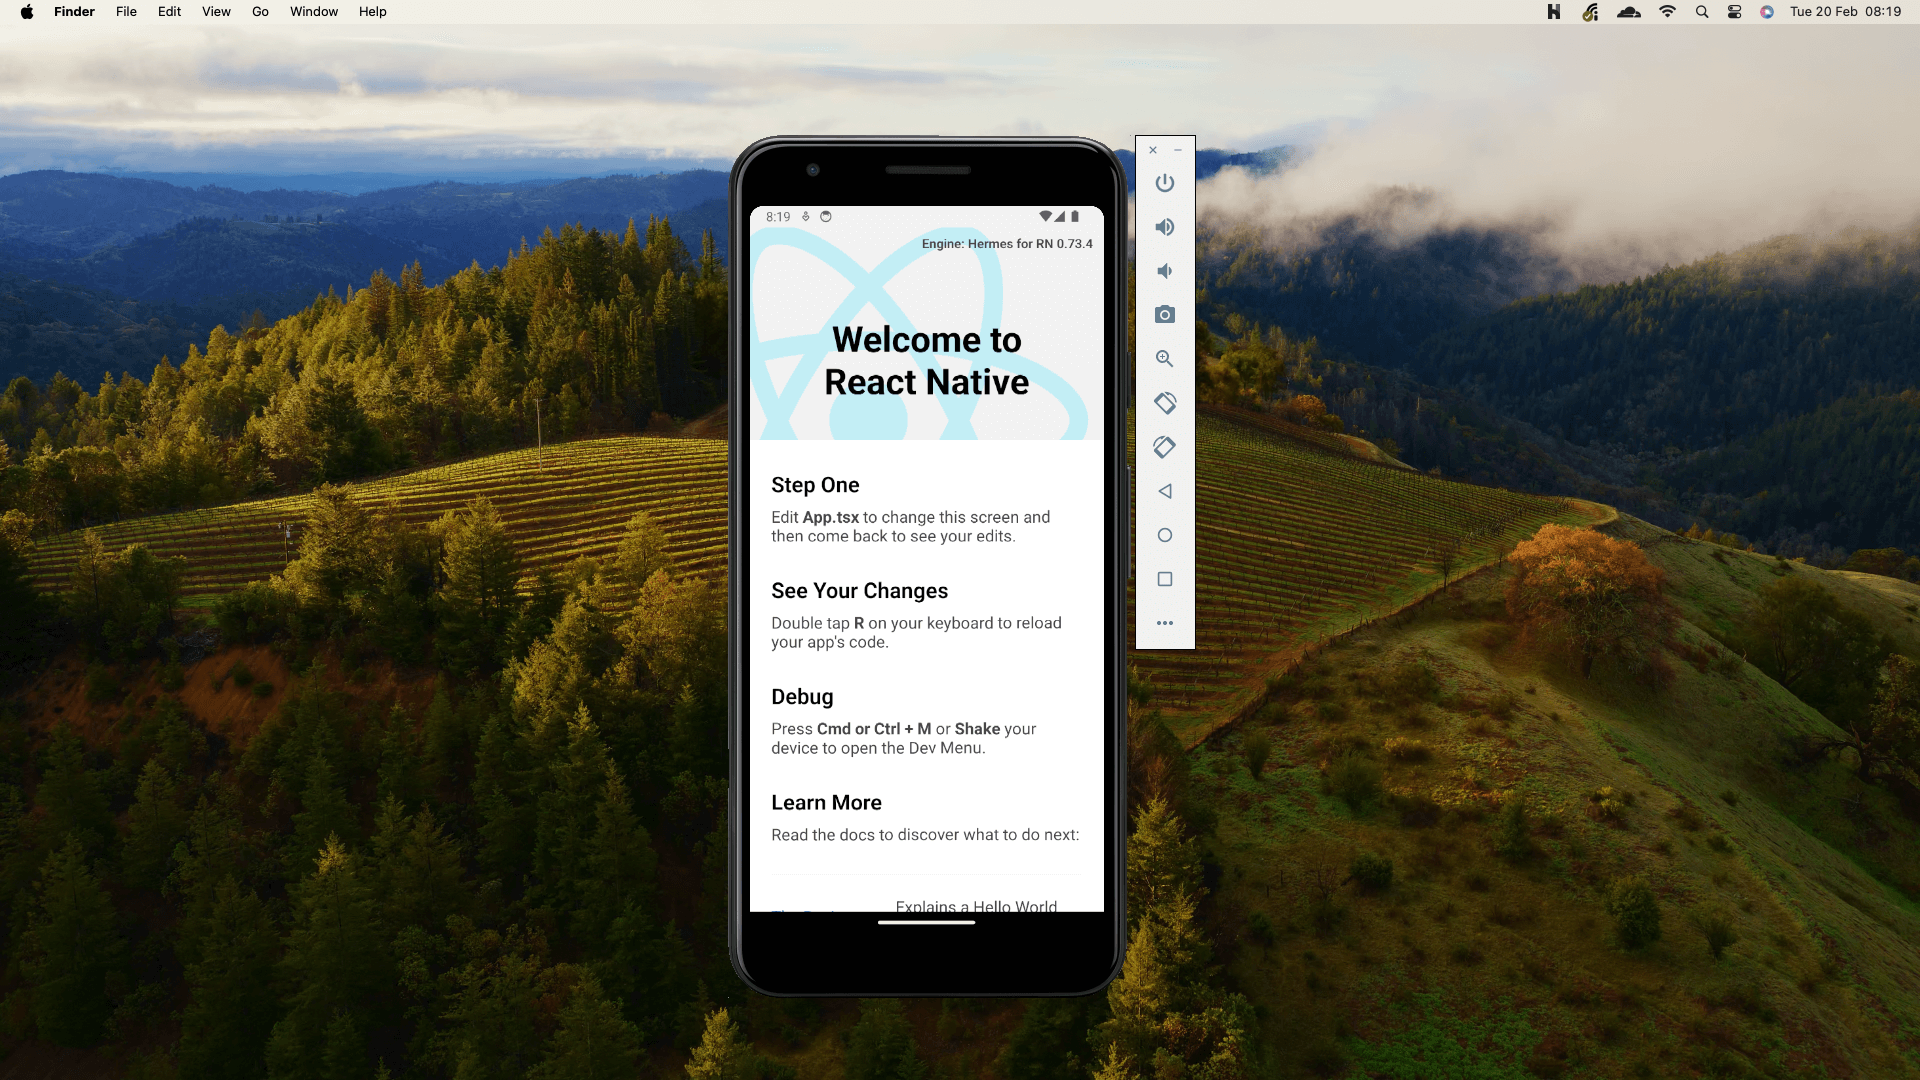 Finder File Edit View Go Window Help
Tue 20 Feb 08:19
8:19
Engine: Hermes for RN 0.73.4
Welcome to
React Native
Step One
Edit App.tsx to change this screen and
then come back to see your edits.
See Your Changes
Double tap R on your keyboard to reload
your app's code.
Debug
Press Cmd or Ctrl + M or Shake your
device to open the Dev Menu.
Learn More
Read the docs to discover what to do next:
Explains a Hello World